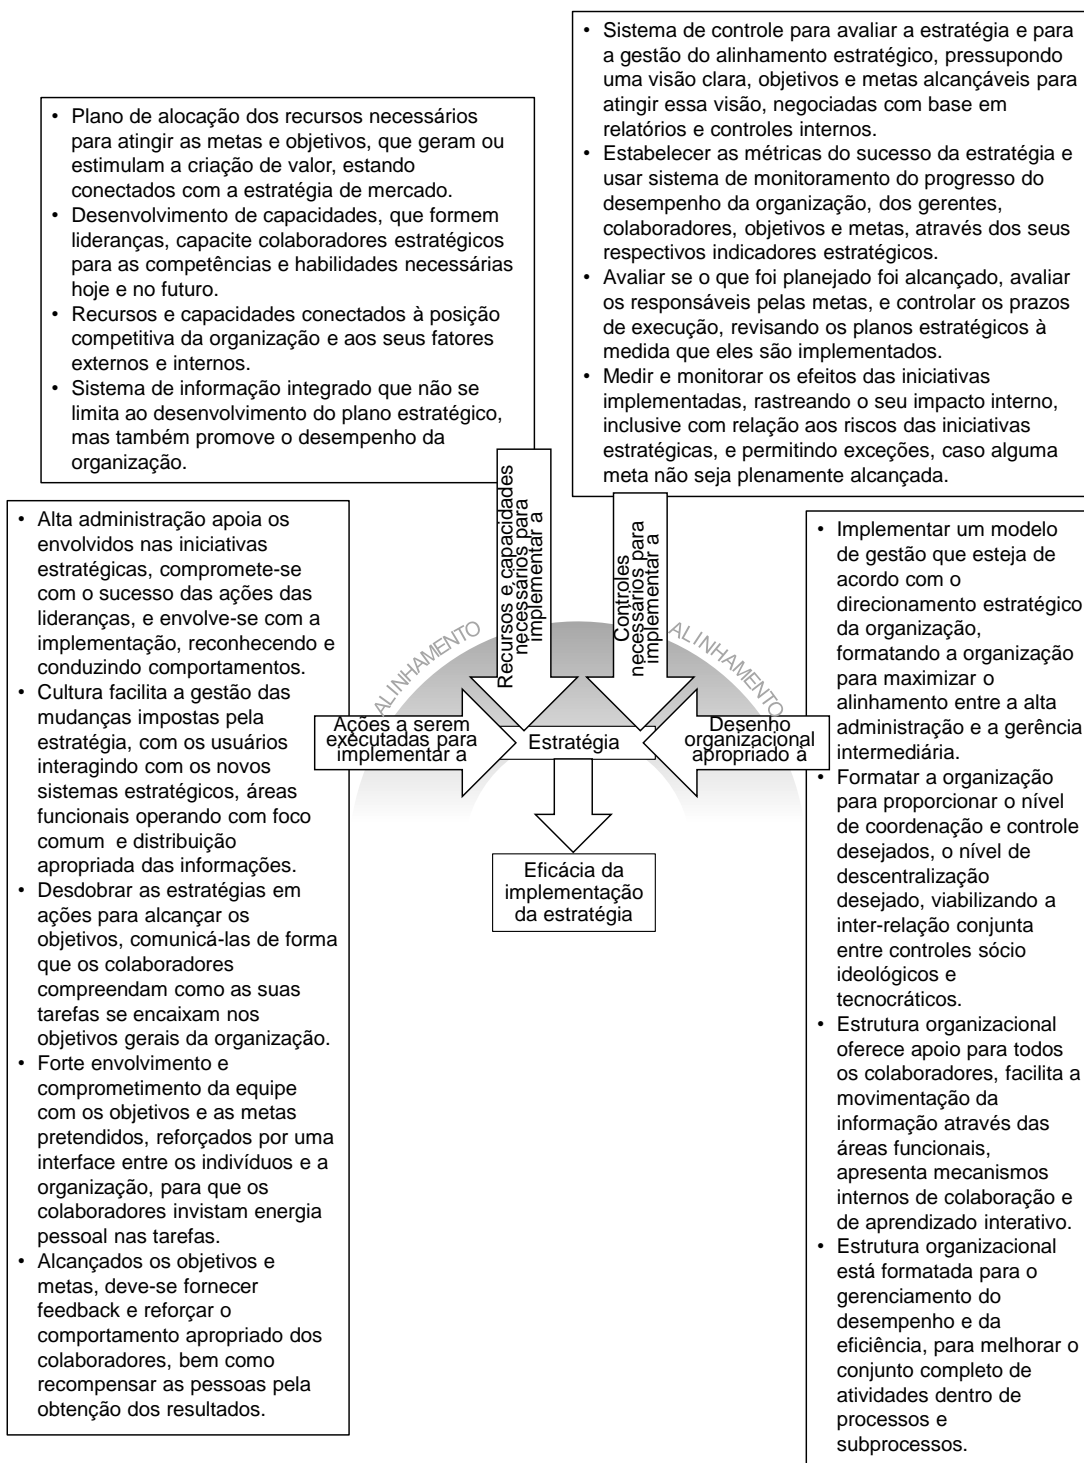 • Sistema de controle para avaliar a estratégia e para
a gestão do alinhamento estratégico, pressupondo
uma visão clara, objetivos e metas alcançáveis para
atingir essa visão, negociadas com base em
relatórios e controles internos.
• Estabelecer as métricas do sucesso da estratégia e
usar sistema de monitoramento do progresso do
desempenho da organização, dos gerentes,
colaboradores, objetivos e metas, através dos seus
respectivos indicadores estratégicos.
• Avaliar se o que foi planejado foi alcançado, avaliar
os responsáveis pelas metas, e controlar os prazos
de execução, revisando os planos estratégicos à
medida que eles são implementados.
• Medir e monitorar os efeitos das iniciativas
implementadas, rastreando o seu impacto interno,
inclusive com relação aos riscos das iniciativas
estratégicas, e permitindo exceções, caso alguma
meta não seja plenamente alcançada.
• Plano de alocação dos recursos necessários
para atingir as metas e objetivos, que geram ou
estimulam a criação de valor, estando
conectados com a estratégia de mercado.
• Desenvolvimento de capacidades, que formem
lideranças, capacite colaboradores estratégicos
para as competências e habilidades necessárias
hoje e no futuro.
• Recursos e capacidades conectados à posição
competitiva da organização e aos seus fatores
externos e internos.
• Sistema de informação integrado que não se
limita ao desenvolvimento do plano estratégico,
mas também promove o desempenho da
organização.
• Alta administração apoia os
envolvidos nas iniciativas
estratégicas, compromete-se
com o sucesso das ações das
lideranças, e envolve-se com a
implementação, reconhecendo e
conduzindo comportamentos.
• Cultura facilita a gestão das
mudanças impostas pela
estratégia, com os usuários
interagindo com os novos
sistemas estratégicos, áreas
funcionais operando com foco
comum e distribuição
apropriada das informações.
• Desdobrar as estratégias em
ações para alcançar os
objetivos, comunicá-las de forma
que os colaboradores
compreendam como as suas
tarefas se encaixam nos
objetivos gerais da organização.
• Forte envolvimento e
comprometimento da equipe
com os objetivos e as metas
pretendidos, reforçados por uma
interface entre os indivíduos e a
organização, para que os
colaboradores invistam energia
pessoal nas tarefas.
• Alcançados os objetivos e
metas, deve-se fornecer
feedback e reforçar o
comportamento apropriado dos
colaboradores, bem como
recompensar as pessoas pela
obtenção dos resultados.
Recursos e capacidades
necessários para
implementar a
Controles
necessários para
implementar a
ALINHAMENTO
ALINHAMENTO
Ações a serem
executadas para
implementar a
Estratégia
Desenho
organizacional
apropriado à
Eficácia da
implementação
da estratégia
• Implementar um modelo
de gestão que esteja de
acordo com o
direcionamento estratégico
da organização,
formatando a organização
para maximizar o
alinhamento entre a alta
administração e a gerência
intermediária.
• Formatar a organização
para proporcionar o nível
de coordenação e controle
desejados, o nível de
descentralização
desejado, viabilizando a
inter-relação conjunta
entre controles sócio
ideológicos e
tecnocráticos.
• Estrutura organizacional
oferece apoio para todos
os colaboradores, facilita a
movimentação da
informação através das
áreas funcionais,
apresenta mecanismos
internos de colaboração e
de aprendizado interativo.
• Estrutura organizacional
está formatada para o
gerenciamento do
desempenho e da
eficiência, para melhorar o
conjunto completo de
atividades dentro de
processos e
subprocessos.